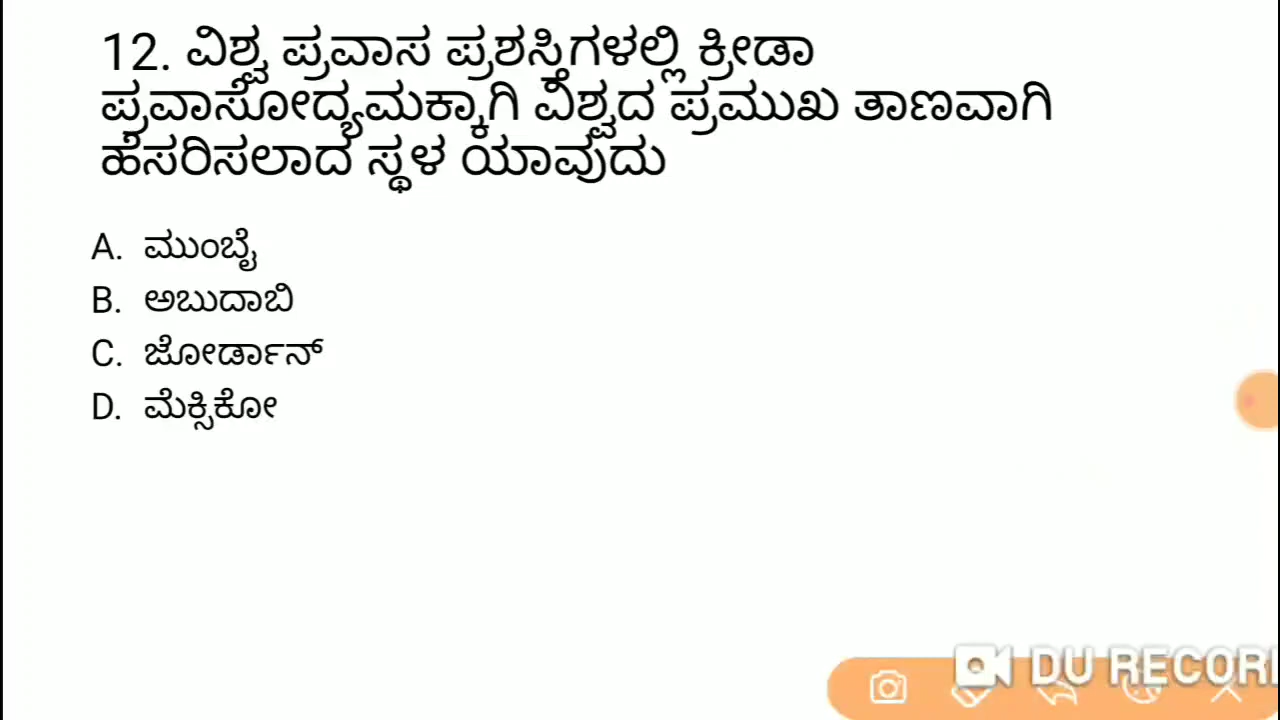 12. ವಿಶ್ವ ಪ್ರವಾಸ ಪ್ರಶಸ್ತಿಗಳಲ್ಲಿ ಕ್ರೀಡಾ
ಪ್ರವಾಸೋದ್ಯಮಕ್ಕಾಗಿ ವಿಶ್ವದ ಪ್ರಮುಖ ತಾಣವಾಗಿ
ಹೆಸರಿಸಲಾದ ಸ್ಥಳ ಯಾವುದು
A. ಮುಂಬೈ
B. ಅಬುದಾಬಿ
C. ಜೋರ್ಡಾನ್
D. ಮೆಕ್ಸಿಕೋ
DU RECOR